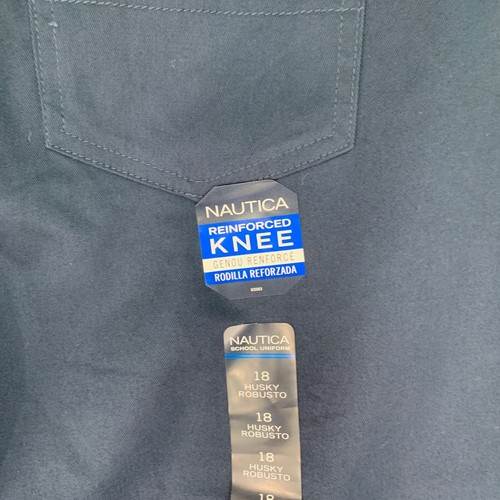 NAUTICA
REINFORCED
KNEE
GENOU RENFORCÉ
RODILLA REFORZADA
NAUTICA
SCHOOL UNIFORM
18
HUSKY
ROBUSTO
18
HUSKY
ROBUSTO
18
HUSKY
ROBUSTO
18